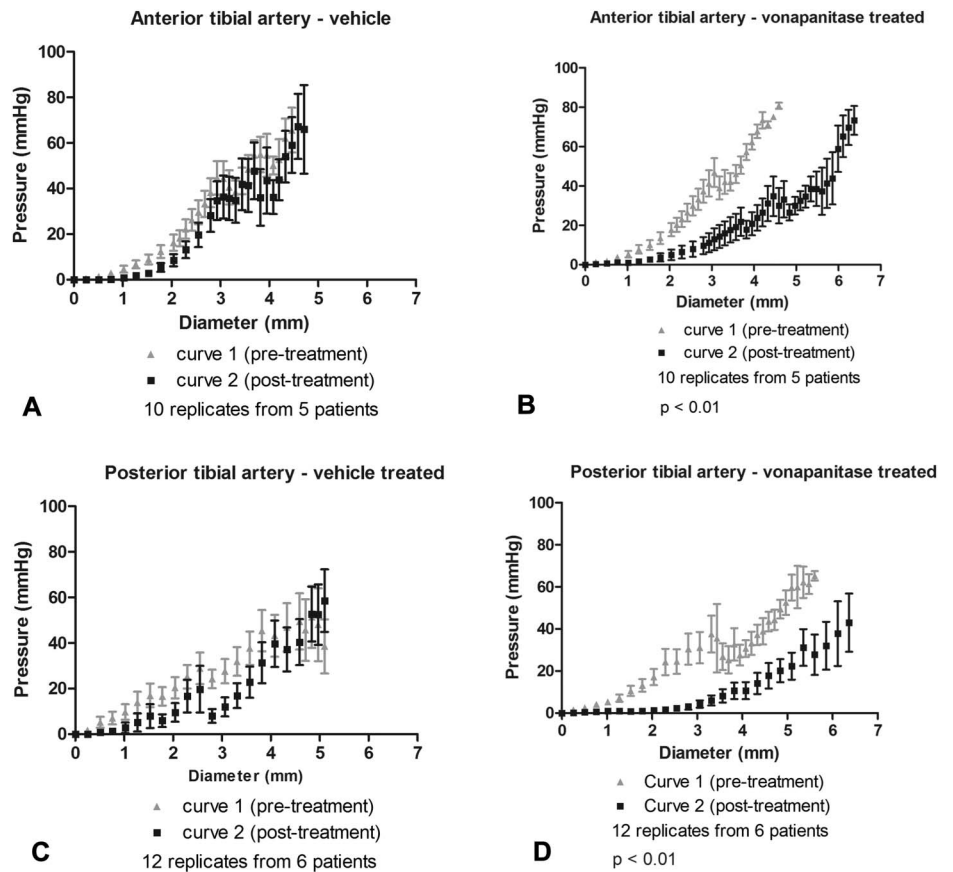 Anterior tibial artery - vehicle
100
80
60
40
20
0
Pressure (mmHg)
0 1 2 3 4 5 6 7
Diameter (mm)
curve 1 (pre-treatment)
curve 2 (post-treatment)
10 replicates from 5 patients
A
Anterior tibial artery - vonapanitase treated
100
80
60
40
20
0
Pressure (mmHg)
0 1 2 3 4 5 6 7
Diameter (mm)
curve 1 (pre-treatment)
curve 2 (post-treatment)
10 replicates from 5 patients
p < 0.01
B
Posterior tibial artery - vehicle treated
100
80
60
40
20
0
Pressure (mmHg)
0 1 2 3 4 5 6 7
Diameter (mm)
curve 1 (pre-treatment)
curve 2 (post-treatment)
12 replicates from 6 patients
C
Posterior tibial artery - vonapanitase treated
100
80
60
40
20
0
Pressure (mmHg)
0 1 2 3 4 5 6 7
Diameter (mm)
Curve 1 (pre-treatment)
Curve 2 (post-treatment)
12 replicates from 6 patients
p < 0.01
D